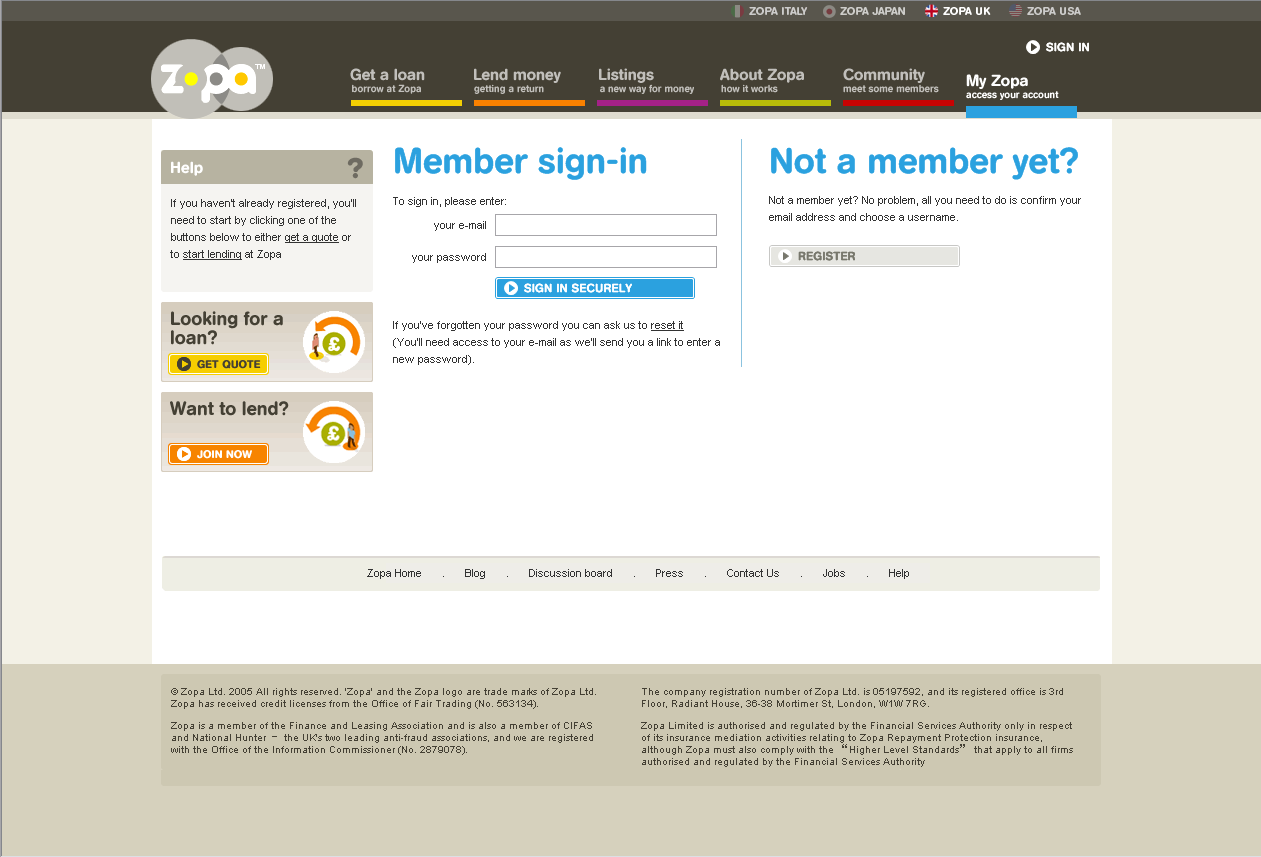 ZOPA ITALY ZOPA JAPAN ZOPA UK ZOPA USA
SIGN IN
zopa™
Get a loan
borrow at Zopa
Lend money
getting a return
Listings
a new way for money
About Zopa
how it works
Community
meet some members
My Zopa
access your account
Help ?
If you haven't already registered, you'll
need to start by clicking one of the
buttons below to either get a quote or
to start lending at Zopa
Looking for a
loan?
£
GET QUOTE
Want to lend?
£
JOIN NOW
Member sign-in
To sign in, please enter:
your e-mail
your password
SIGN IN SECURELY
If you've forgotten your password you can ask us to reset it
(You'll need access to your e-mail as we'll send you a link to enter a
new password).
Not a member yet?
Not a member yet? No problem, all you need to do is confirm your
email address and choose a username.
REGISTER
Zopa Home . Blog . Discussion board . Press . Contact Us . Jobs . Help
© Zopa Ltd. 2005 All rights reserved. 'Zopa' and the Zopa logo are trade marks of Zopa Ltd.
Zopa has received credit licenses from the Office of Fair Trading (No. 563134).
Zopa is a member of the Finance and Leasing Association and is also a member of CIFAS
and National Hunter – the UK's two leading anti-fraud associations, and we are registered
with the Office of the Information Commissioner (No. 2879078).
The company registration number of Zopa Ltd. is 05197592, and its registered office is 3rd
Floor, Radiant House, 36-38 Mortimer St, London, W1W 7RG.
Zopa Limited is authorised and regulated by the Financial Services Authority only in respect
of its insurance mediation activities relating to Zopa Repayment Protection insurance,
although Zopa must also comply with the “Higher Level Standards” that apply to all firms
authorised and regulated by the Financial Services Authority